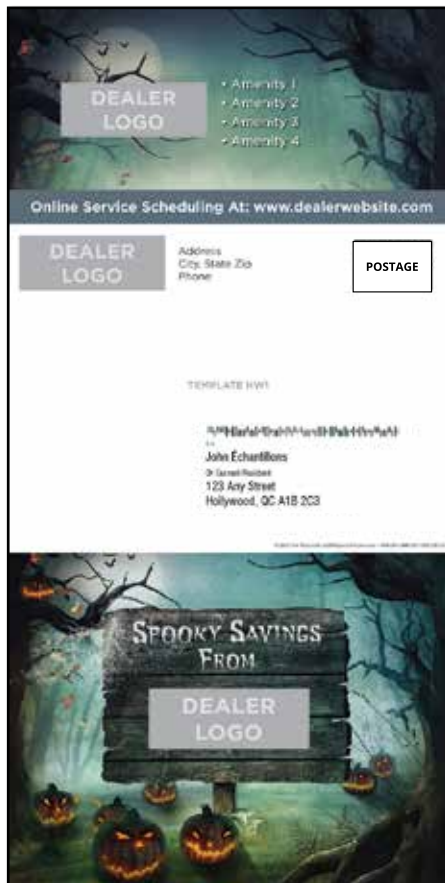 DEALER
LOGO
• Amenity 1
• Amenity 2
• Amenity 3
• Amenity 4
Online Service Scheduling At: www.dealerwebsite.com
DEALER
LOGO
Address
City, State Zip
Phone
POSTAGE
TEMPLATE HW1
John Échantillons
Or Current Resident
123 Any Street
Hollywood, QC A1B 2C3
SPOOKY SAVINGS
FROM
DEALER
LOGO